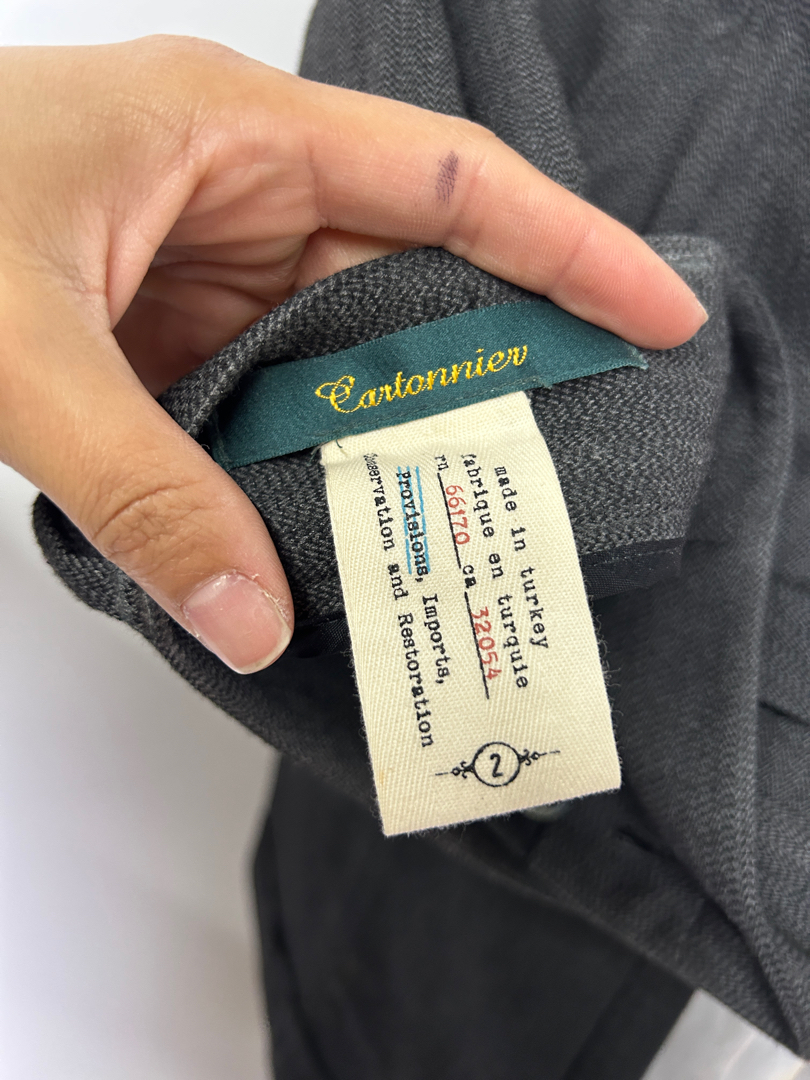 Cartonnier
made in turkey
fabrique en turquie
rn 66170 ca 32054
Provisions, Imports,
Conservation and Restoration
2